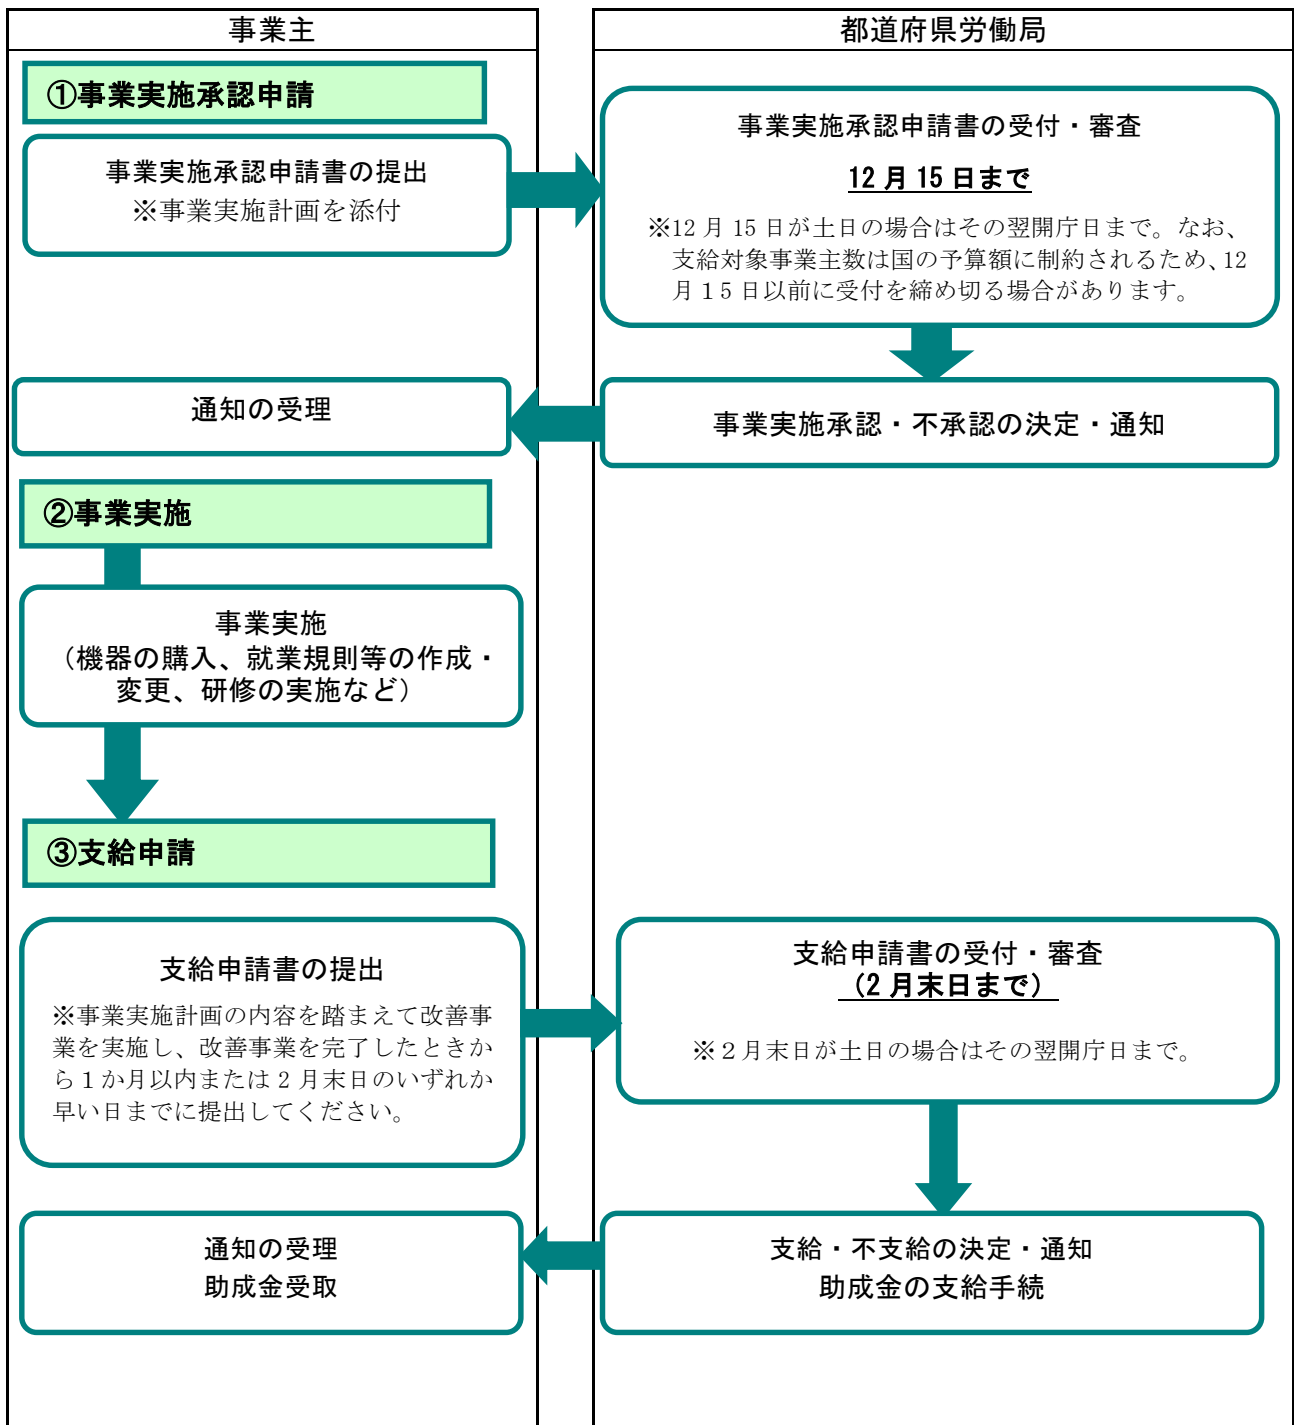 事業主
都道府県労働局
①事業実施承認申請
事業実施承認申請書の提出
※事業実施計画を添付
事業実施承認申請書の受付・審査
12月15日まで
※12月15日が土日の場合はその翌開庁日まで。なお、
支給対象事業主数は国の予算額に制約されるため、12
月15日以前に受付を締め切る場合があります。
通知の受理
事業実施承認・不承認の決定・通知
②事業実施
事業実施
（機器の購入、就業規則等の作成・
変更、研修の実施など）
③支給申請
支給申請書の提出
※事業実施計画の内容を踏まえて改善事
業を実施し、改善事業を完了したときか
ら１か月以内または2月末日のいずれか
早い日までに提出してください。
支給申請書の受付・審査
（2月末日まで）
※２月末日が土日の場合はその翌開庁日まで。
通知の受理
助成金受取
支給・不支給の決定・通知
助成金の支給手続